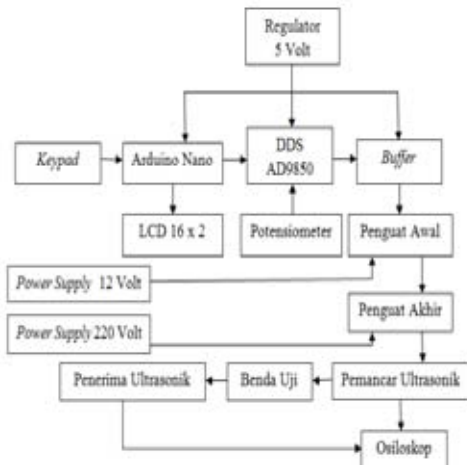 Regulator
5 Volt
Keypad
Arduino Nano
DDS
AD9850
Buffer
LCD 16 x 2
Potensiometer
Penguat Awal
Power Supply 12 Volt
Penguat Akhir
Power Supply 220 Volt
Penerima Ultrasonik
Benda Uji
Pemancar Ultrasonik
Osiloskop